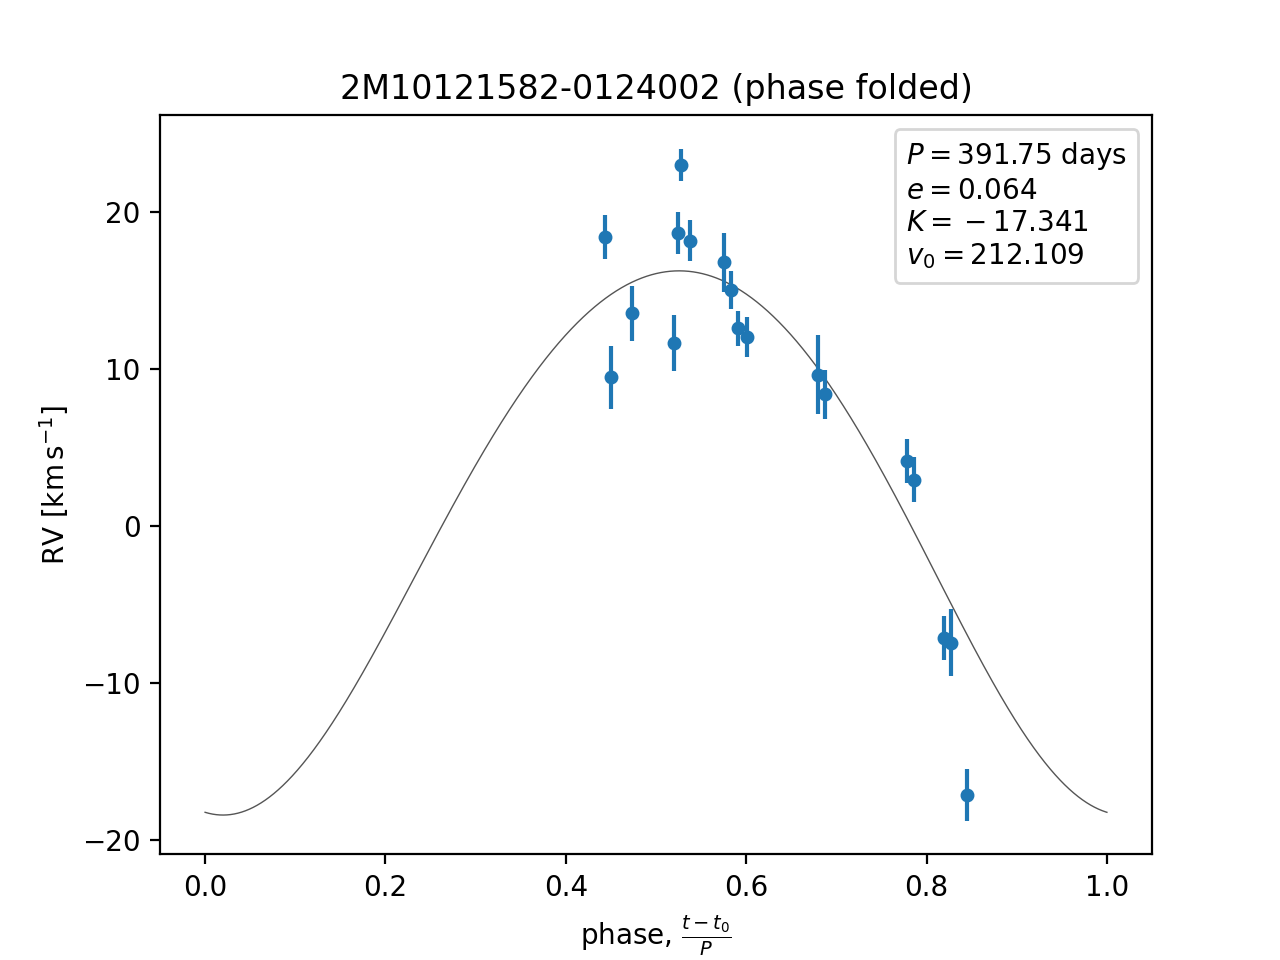 2M10121582-0124002 (phase folded)
P = 391.75 days
e = 0.064
K = − 17.341
v₀ = 212.109
RV [km s⁻¹]
20
10
0
−10
−20
0.0 0.2 0.4 0.6 0.8 1.0
phase, (t − t₀)/P